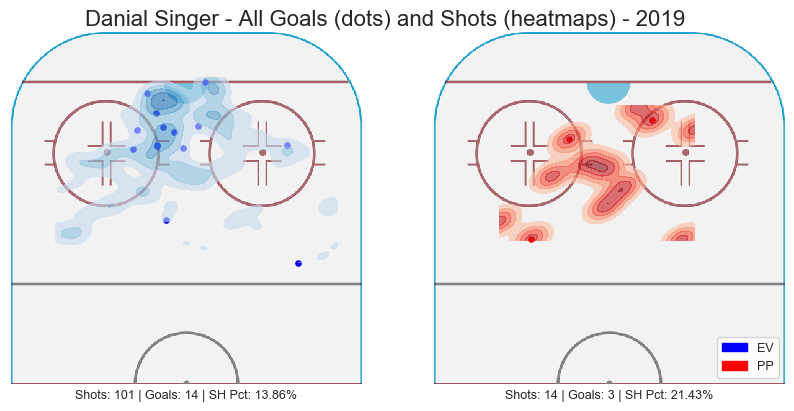 Danial Singer - All Goals (dots) and Shots (heatmaps) - 2019
EV
PP
Shots: 101 | Goals: 14 | SH Pct: 13.86%
Shots: 14 | Goals: 3 | SH Pct: 21.43%